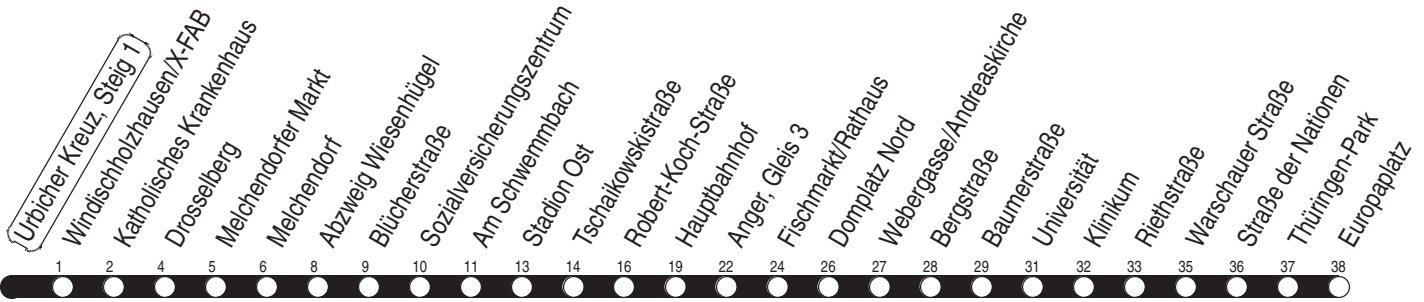 Urbicher Kreuz, Steig 1
Windischholzhausen/X-FAB
Katholisches Krankenhaus
Drosselberg
Melchendorfer Markt
Melchendorf
Abzweig Wiesenhügel
Blücherstraße
Sozialversicherungszentrum
Am Schwemmbach
Stadion Ost
Tschaikowskistraße
Robert-Koch-Straße
Hauptbahnhof
Anger, Gleis 3
Fischmarkt/Rathaus
Domplatz Nord
Webergasse/Andreaskirche
Bergstraße
Baumerstraße
Universität
Klinikum
Riethstraße
Warschauer Straße
Straße der Nationen
Thüringen-Park
Europaplatz
1 2 4 5 6 8 9 10 11 13 14 16 19 22 24 26 27 28 29 31 32 33 35 36 37 38